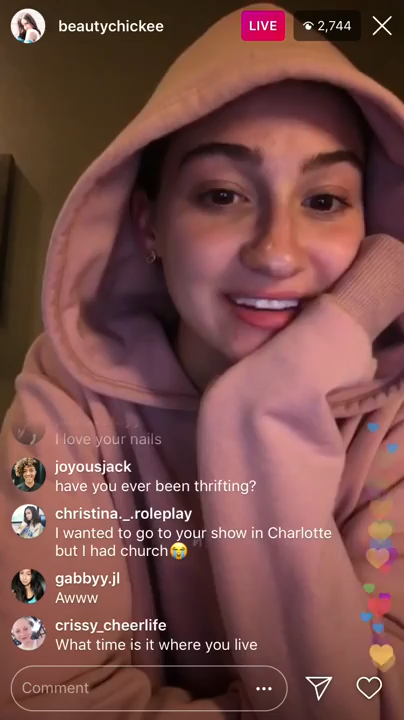 beautychickee
LIVE
2,744
I love your nails
joyousjack
have you ever been thrifting?
christina._.roleplay
I wanted to go to your show in Charlotte
but I had church😭
gabbyy.jl
Awww
crissy_cheerlife
What time is it where you live
Comment